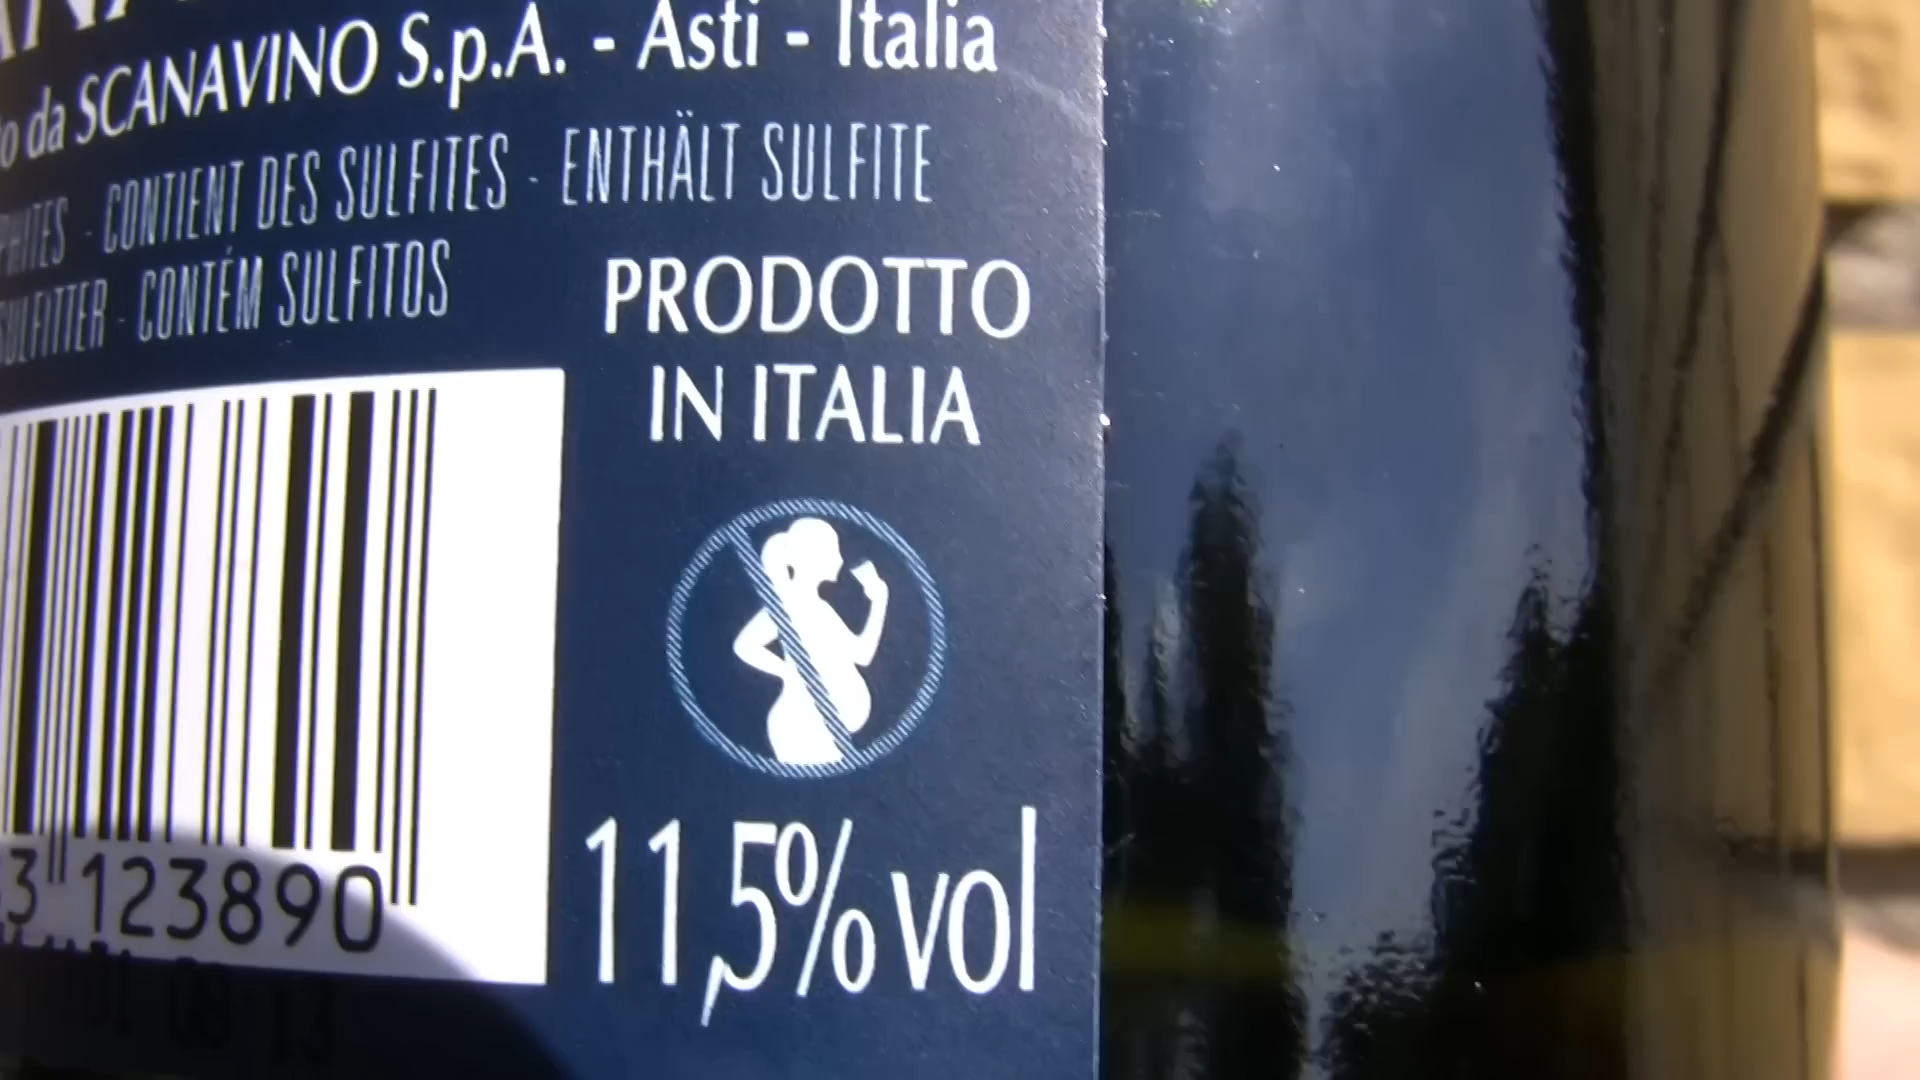 da SCANAVINO S.p.A. - Asti - Italia
CONTIENT DES SULFITES - ENTHÄLT SULFITE
SULFITTER - CONTÉM SULFITOS
PRODOTTO
IN ITALIA
3 123890
11,5% vol